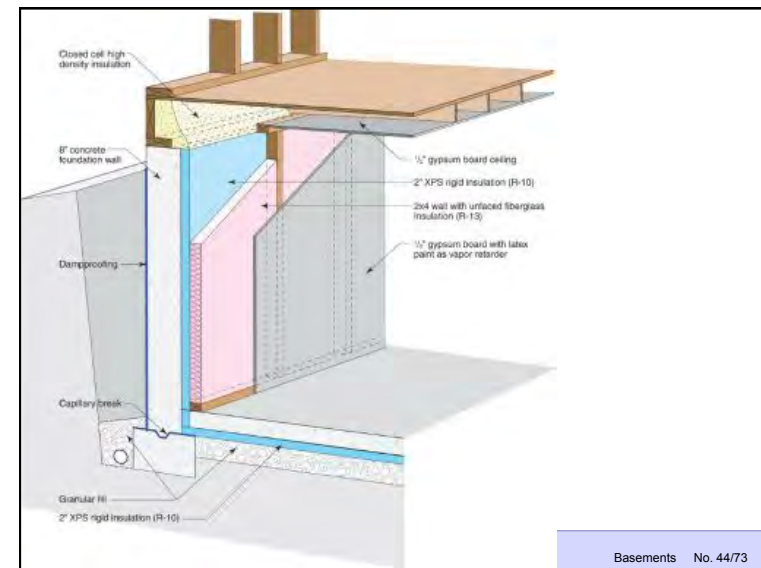 Closed cell high
density insulation
8" concrete
foundation wall
Dampproofing
Capillary break
Granular fill
2" XPS rigid insulation (R-10)
½" gypsum board ceiling
2" XPS rigid insulation (R-10)
2x4 wall with unfaced fiberglass
insulation (R-13)
½" gypsum board with latex
paint as vapor retarder
Basements No. 44/73